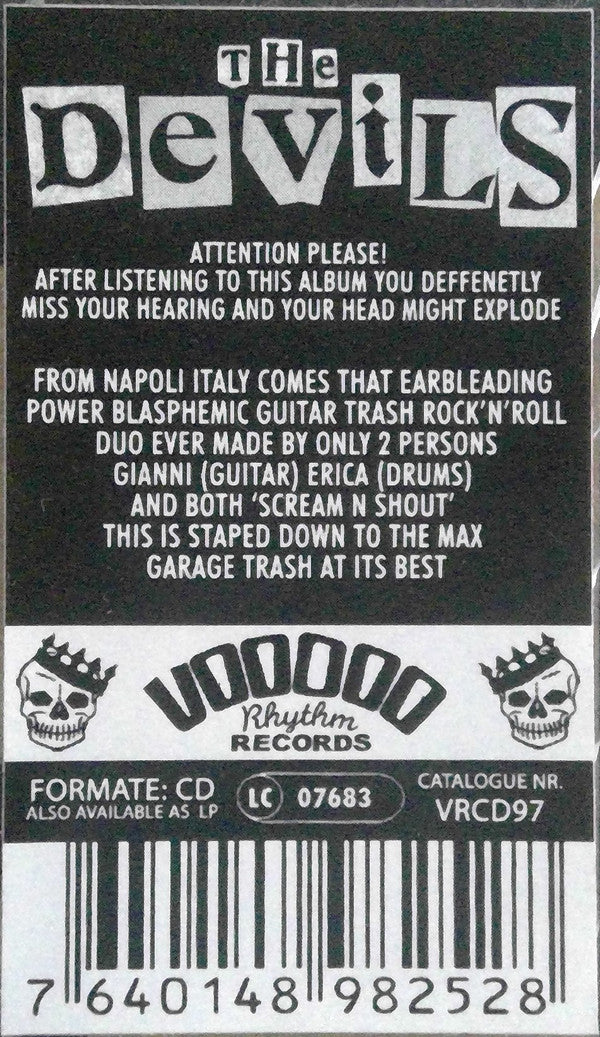 THe
DeViLS
ATTENTION PLEASE!
AFTER LISTENING TO THIS ALBUM YOU DEFFENETLY
MISS YOUR HEARING AND YOUR HEAD MIGHT EXPLODE
FROM NAPOLI ITALY COMES THAT EARBLEADING
POWER BLASPHEMIC GUITAR TRASH ROCK'N'ROLL
DUO EVER MADE BY ONLY 2 PERSONS
GIANNI (GUITAR) ERICA (DRUMS)
AND BOTH 'SCREAM N SHOUT'
THIS IS STAPED DOWN TO THE MAX
GARAGE TRASH AT ITS BEST
VOODOO
Rhythm
RECORDS
FORMATE: CD
ALSO AVAILABLE AS LP
LC 07683
CATALOGUE NR.
VRCD97
7 640148 982528